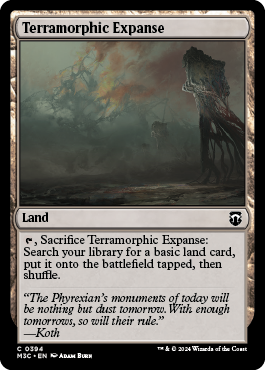 Terramorphic Expanse
Land
, Sacrifice Terramorphic Expanse:
Search your library for a basic land card,
put it onto the battlefield tapped, then
shuffle.
“The Phyrexian’s monuments of today will
be nothing but dust tomorrow. With enough
tomorrows, so will their rule.”
—Koth
C 0394
M3C • EN Adam Burn
™ & © 2024 Wizards of the Coast